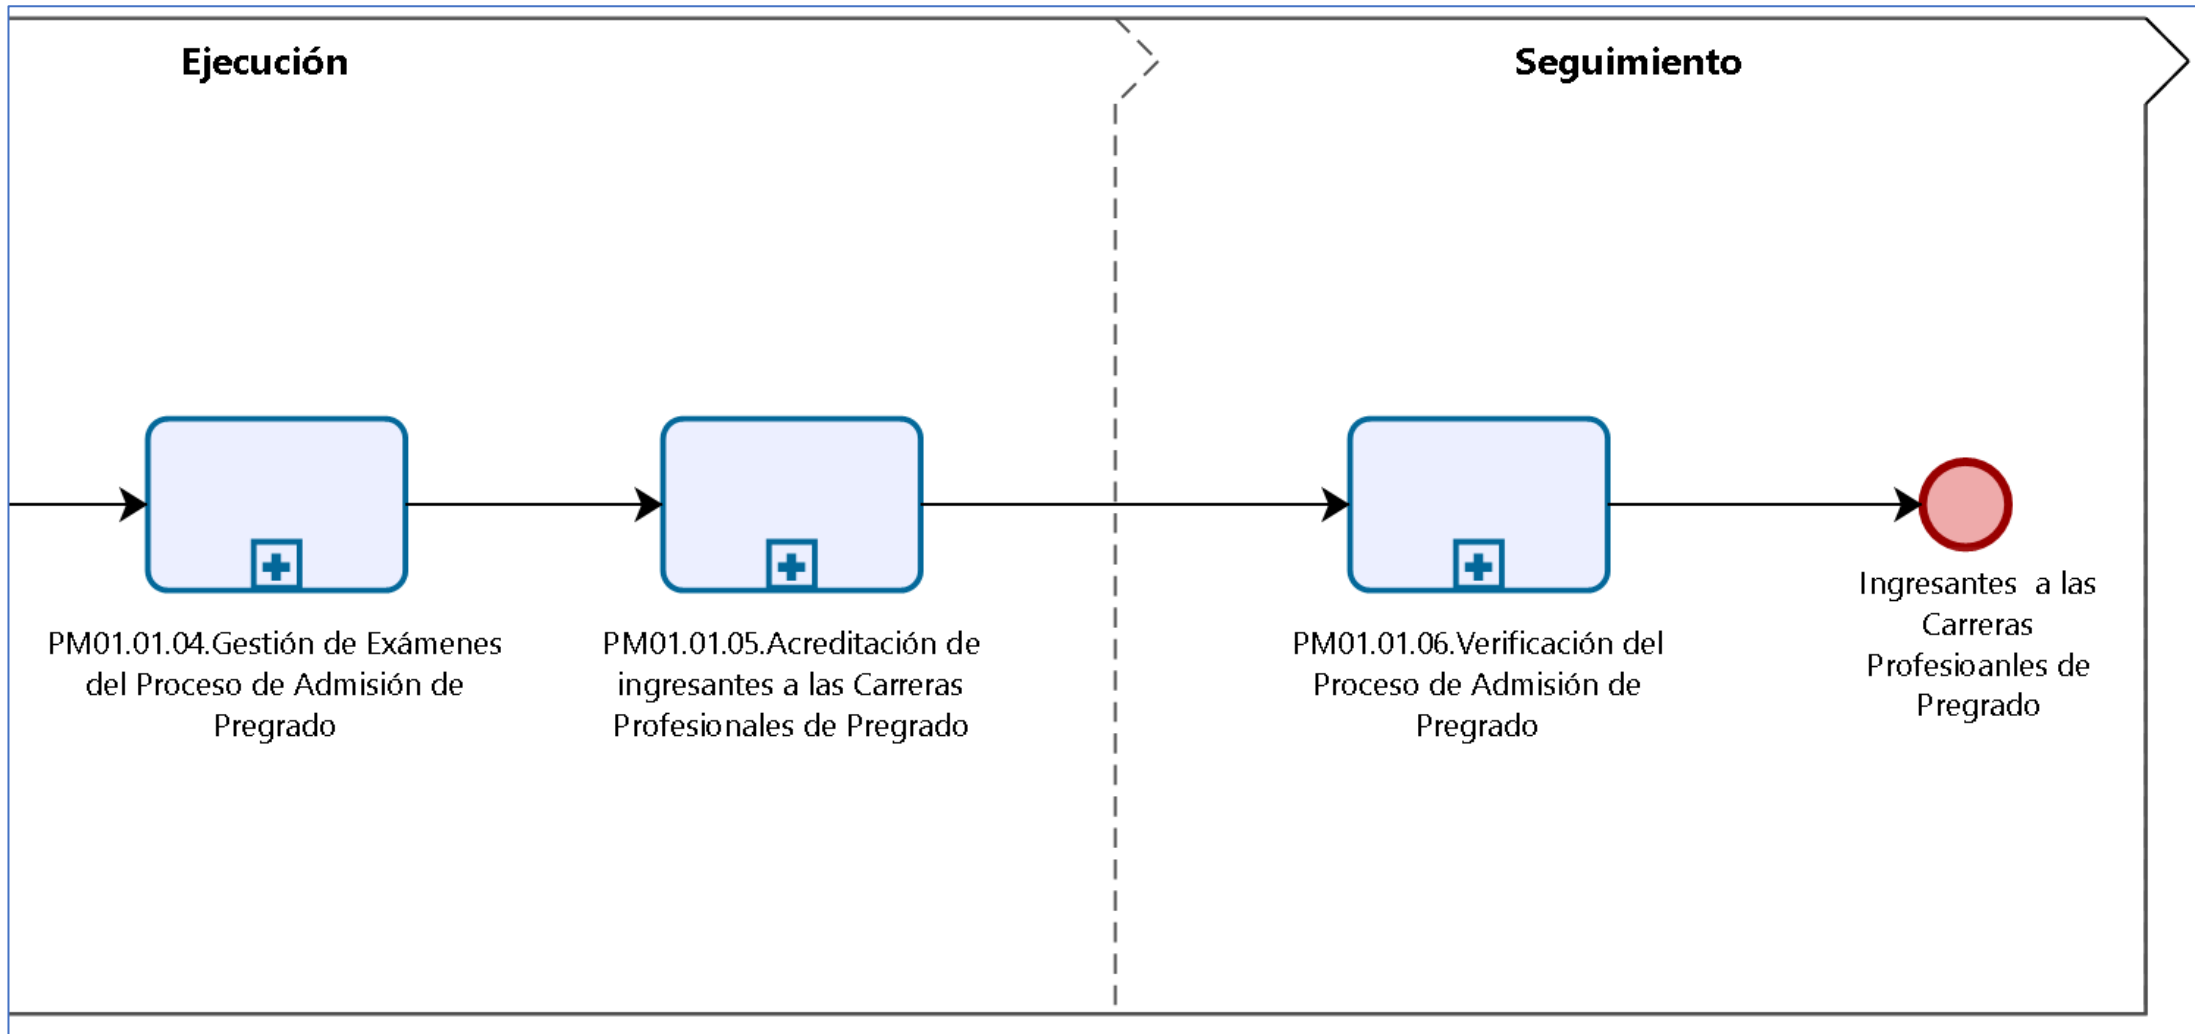 Ejecución
Seguimiento
PM01.01.04.Gestión de Exámenes
del Proceso de Admisión de
Pregrado
PM01.01.05.Acreditación de
ingresantes a las Carreras
Profesionales de Pregrado
PM01.01.06.Verificación del
Proceso de Admisión de
Pregrado
Ingresantes  a las
Carreras
Profesioanles de
Pregrado